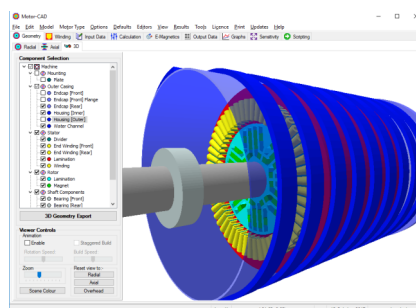 Motor-CAD
File Edit Model Motor Type Options Defaults Editors View Results Tools Licence Print Updates Help
Geometry Winding Input Data Calculation E-Magnetics Output Data Graphs Sensitivity Scripting
Radial Axial 3D
Component Selection
Machine
Mounting
Plate
Outer Casing
Endcap [Front]
Endcap [Front] Flange
Endcap [Rear]
Housing [Inner]
Housing [Outer]
Water Channel
Stator
Divider
End Winding [Front]
End Winding [Rear]
Lamination
Winding
Rotor
Lamination
Magnet
Shaft Components
Bearing [Front]
Bearing [Rear]
3D Geometry Export
Viewer Controls
Animation
Enable Staggered Build
Rotation Speed Build Speed
Zoom Reset view to -
Radial
Axial
Scene Colour Overhead